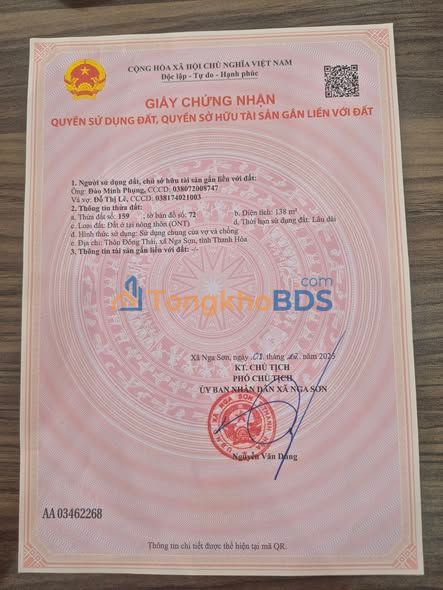 CỘNG HÒA XÃ HỘI CHỦ NGHĨA VIỆT NAM
Độc lập - Tự do - Hạnh phúc
GIẤY CHỨNG NHẬN
QUYỀN SỬ DỤNG ĐẤT, QUYỀN SỞ HỮU TÀI SẢN GẮN LIỀN VỚI ĐẤT
1. Người sử dụng đất, chủ sở hữu tài sản gắn liền với đất:
Ông: Đào Minh Phụng, CCCD: 038072008747
Và vợ: Đỗ Thị Lê, CCCD: 038174021003
2. Thông tin thửa đất:
a. Thửa đất số: 159 ; tờ bản đồ số: 72 b. Diện tích: 138 m²
c. Loại đất: Đất ở tại nông thôn (ONT) d. Thời hạn sử dụng đất: Lâu dài
đ. Hình thức sử dụng: Sử dụng chung của vợ và chồng
e. Địa chỉ: Thôn Đông Thái, xã Nga Sơn, tỉnh Thanh Hóa
3. Thông tin tài sản gắn liền với đất: -/-
TongkhoBDS.com
Xã Nga Sơn, ngày tháng 2025
KT. CHỦ TỊCH
PHÓ CHỦ TỊCH
ỦY BAN NHÂN DÂN XÃ NGA SƠN
Nguyễn Văn Dũng
AA 03462268
Thông tin chi tiết được thể hiện tại mã QR.